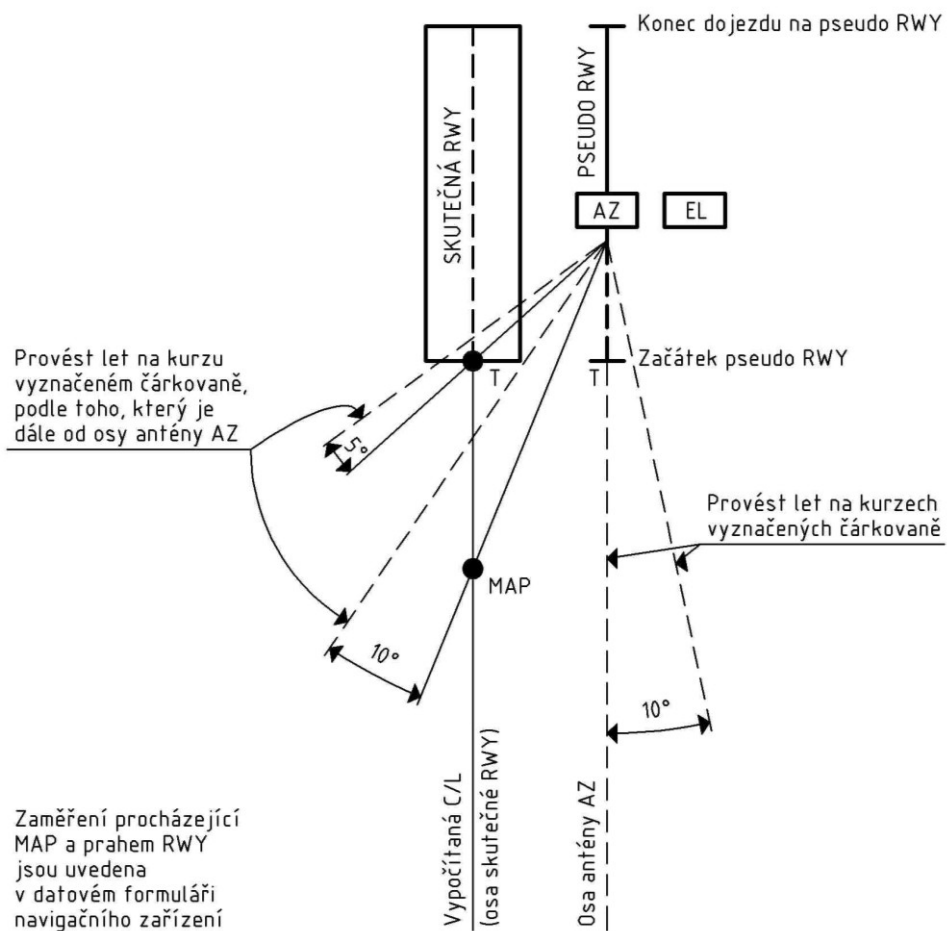 Konec dojezdu na pseudo RWY
SKUTEČNÁ RWY
PSEUDO RWY
AZ
EL
Provést let na kurzu
vyznačeném čárkovaně,
podle toho, který je
dále od osy antény AZ
T
T
Začátek pseudo RWY
5°
Provést let na kurzech
vyznačených čárkovaně
MAP
10°
10°
Vypočítaná C/L
(osa skutečné RWY)
Osa antény AZ
Zaměření procházející
MAP a prahem RWY
jsou uvedena
v datovém formuláři
navigačního zařízení